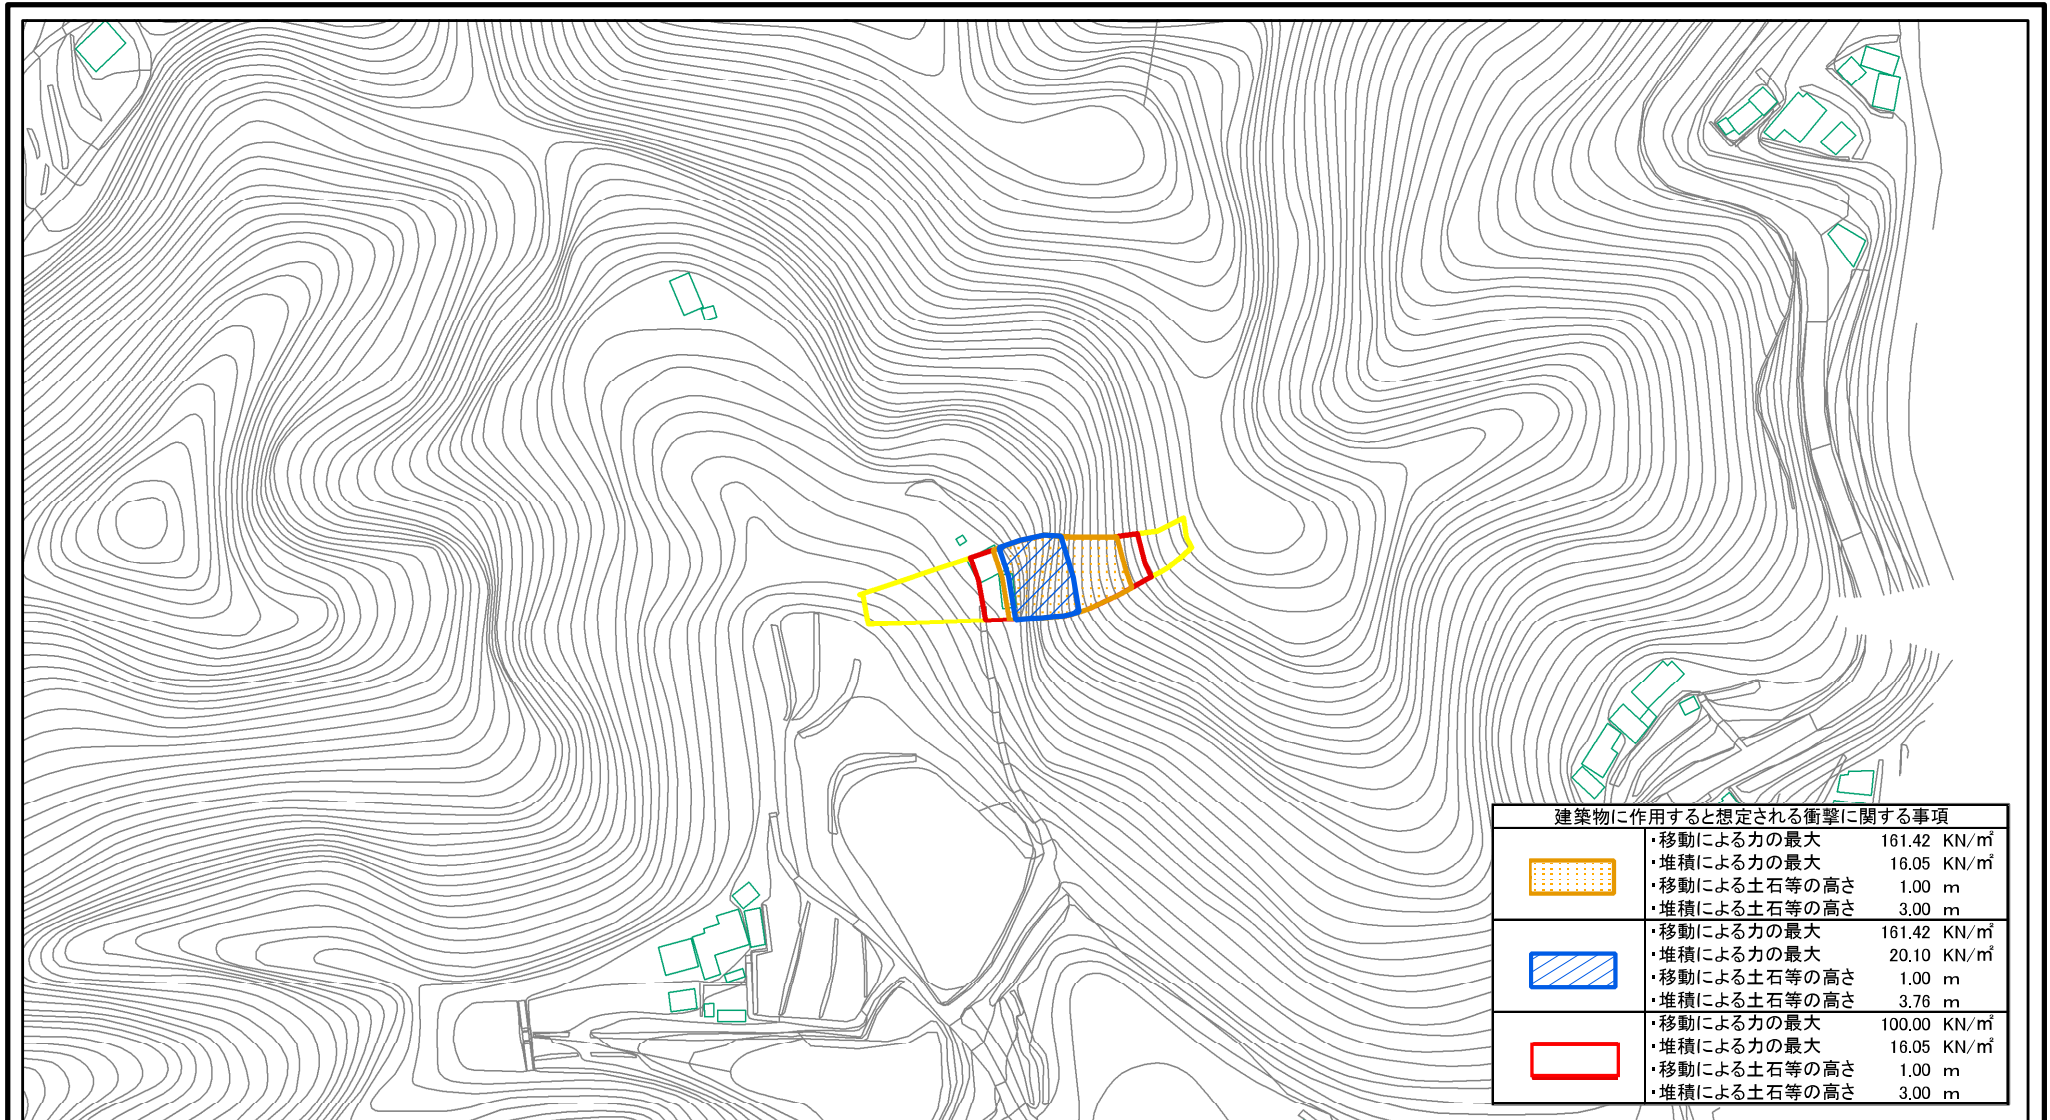 建築物に作用すると想定される衝撃に関する事項
・移動による力の最大 161.42 KN/㎡
・堆積による力の最大 16.05 KN/㎡
・移動による土石等の高さ 1.00 m
・堆積による土石等の高さ 3.00 m
・移動による力の最大 161.42 KN/㎡
・堆積による力の最大 20.10 KN/㎡
・移動による土石等の高さ 1.00 m
・堆積による土石等の高さ 3.76 m
・移動による力の最大 100.00 KN/㎡
・堆積による力の最大 16.05 KN/㎡
・移動による土石等の高さ 1.00 m
・堆積による土石等の高さ 3.00 m